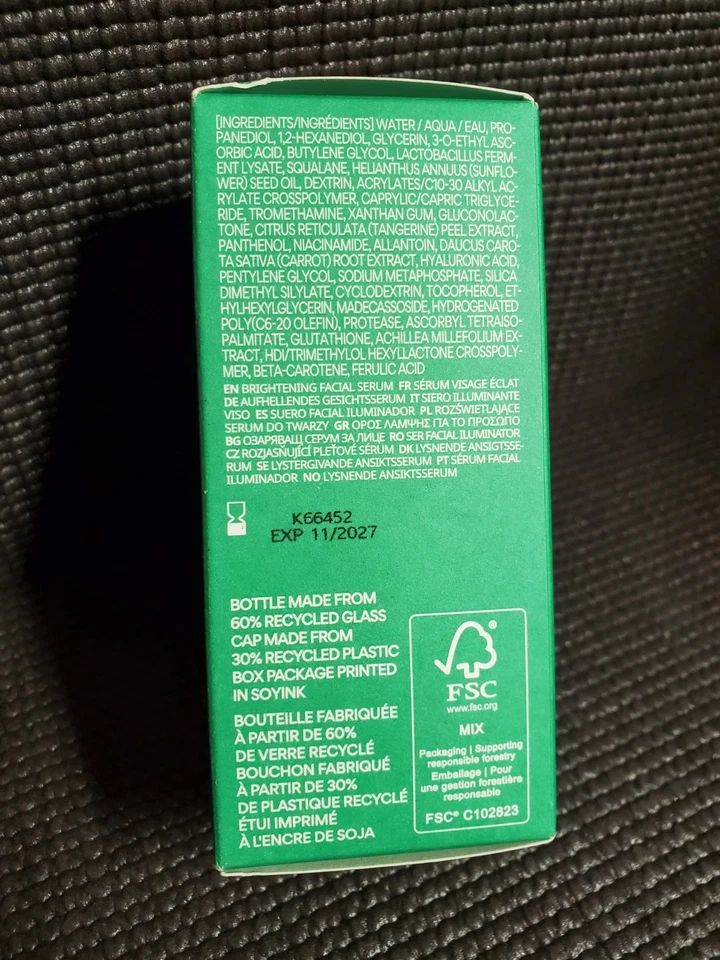 [INGREDIENTS/INGRÉDIENTS] WATER / AQUA / EAU, PRO-
PANEDIOL, 1,2-HEXANEDIOL, GLYCERIN, 3-O-ETHYL ASC-
ORBIC ACID, BUTYLENE GLYCOL, LACTOBACILLUS FERM-
ENT LYSATE, SQUALANE, HELIANTHUS ANNUUS (SUNFLO-
WER) SEED OIL, DEXTRIN, ACRYLATES/C10-30 ALKYL AC-
RYLATE CROSSPOLYMER, CAPRYLIC/CAPRIC TRIGLYCE-
RIDE, TROMETHAMINE, XANTHAN GUM, GLUCONOLAC-
TONE, CITRUS RETICULATA (TANGERINE) PEEL EXTRACT,
PANTHENOL, NIACINAMIDE, ALLANTOIN, DAUCUS CARO-
TA SATIVA (CARROT) ROOT EXTRACT, HYALURONIC ACID,
PENTYLENE GLYCOL, SODIUM METAPHOSPHATE, SILICA
DIMETHYL SILYLATE, CYCLODEXTRIN, TOCOPHEROL, ET-
HYLHEXYLGLYCERIN, MADECASSOSIDE, HYDROGENATED
POLY(C6-20 OLEFIN), PROTEASE, ASCORBYL TETRAISO-
PALMITATE, GLUTATHIONE, ACHILLEA MILLEFOLIUM EX-
TRACT, HDI/TRIMETHYLOL HEXYLLACTONE CROSSPOLY-
MER, BETA-CAROTENE, FERULIC ACID
EN BRIGHTENING FACIAL SERUM FR SÉRUM VISAGE ÉCLAT
DE AUFHELLENDES GESICHTSSERUM IT SIERO ILLUMINANTE
VISO ES SUERO FACIAL ILUMINADOR PL ROZŚWIETLAJĄCE
SERUM DO TWARZY GR ΟΡΟΣ ΛΑΜΨΗΣ ΓΙΑ ΤΟ ΠΡΟΣΩΠΟ
BG ОЗАРЯВАЩ СЕРУМ ЗА ЛИЦЕ RO SER FACIAL ILUMINATOR
CZ ROZJASŇUJÍCÍ PLEŤOVÉ SÉRUM DK LYSNENDE ANSIGTSSE-
RUM SE LYSTERGIVANDE ANSIKTSSERUM PT SÉRUM FACIAL
ILUMINADOR NO LYSNENDE ANSIKTSSERUM
K66452
EXP 11/2027
BOTTLE MADE FROM
60% RECYCLED GLASS
CAP MADE FROM
30% RECYCLED PLASTIC
BOX PACKAGE PRINTED
IN SOYINK
BOUTEILLE FABRIQUÉE
À PARTIR DE 60%
DE VERRE RECYCLÉ
BOUCHON FABRIQUÉ
À PARTIR DE 30%
DE PLASTIQUE RECYCLÉ
ÉTUI IMPRIMÉ
À L'ENCRE DE SOJA
®
FSC
www.fsc.org
MIX
Packaging | Supporting
responsible forestry
Emballage | Pour
une gestion forestière
responsable
FSC® C102823